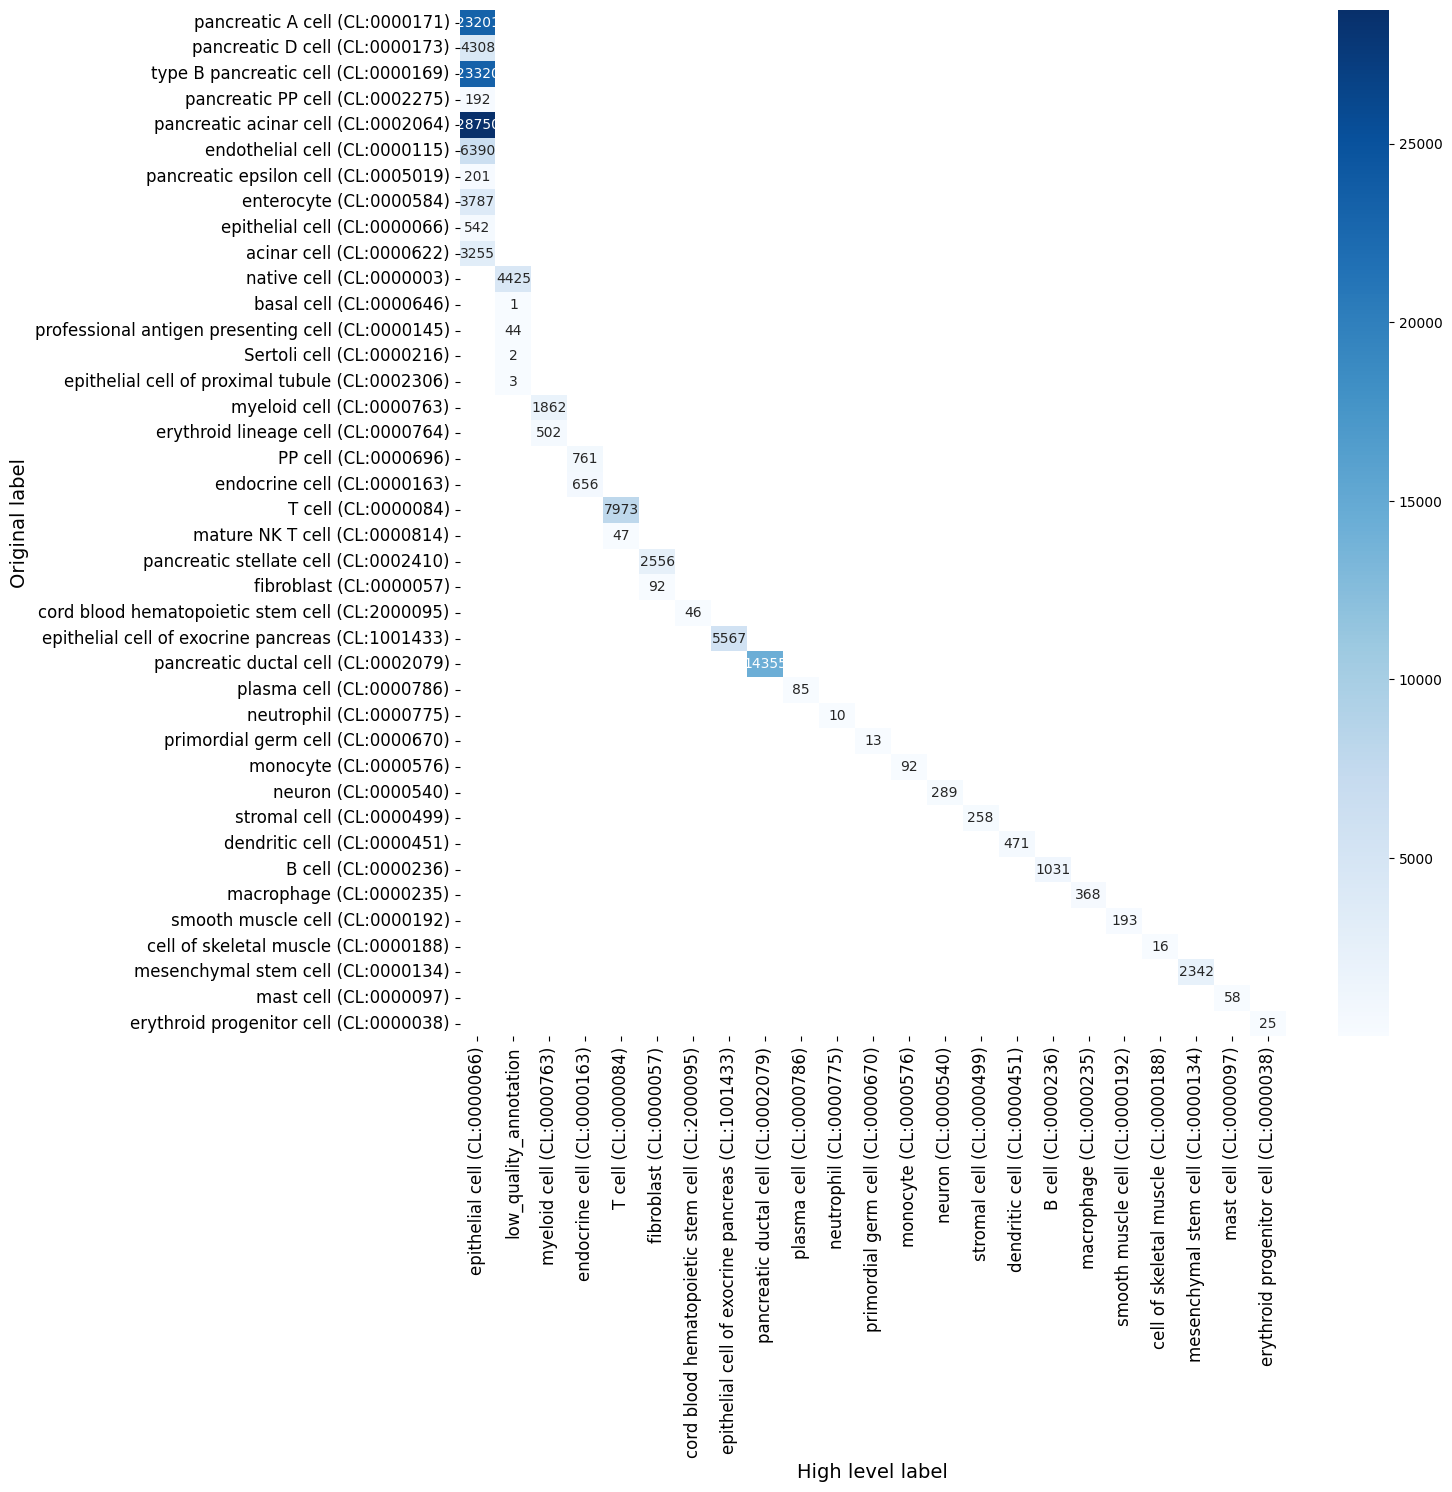 pancreatic A cell (CL:0000171)
23201
pancreatic D cell (CL:0000173)
4308
type B pancreatic cell (CL:0000169)
23320
pancreatic PP cell (CL:0002275)
192
pancreatic acinar cell (CL:0002064)
28750
endothelial cell (CL:0000115)
6390
pancreatic epsilon cell (CL:0005019)
201
enterocyte (CL:0000584)
3787
epithelial cell (CL:0000066)
542
acinar cell (CL:0000622)
3255
native cell (CL:0000003)
4425
basal cell (CL:0000646)
1
professional antigen presenting cell (CL:0000145)
44
Sertoli cell (CL:0000216)
2
epithelial cell of proximal tubule (CL:0002306)
3
myeloid cell (CL:0000763)
1862
erythroid lineage cell (CL:0000764)
502
PP cell (CL:0000696)
761
endocrine cell (CL:0000163)
656
T cell (CL:0000084)
7973
mature NK T cell (CL:0000814)
47
pancreatic stellate cell (CL:0002410)
2556
fibroblast (CL:0000057)
92
cord blood hematopoietic stem cell (CL:2000095)
46
epithelial cell of exocrine pancreas (CL:1001433)
5567
pancreatic ductal cell (CL:0002079)
14355
plasma cell (CL:0000786)
85
neutrophil (CL:0000775)
10
primordial germ cell (CL:0000670)
13
monocyte (CL:0000576)
92
neuron (CL:0000540)
289
stromal cell (CL:0000499)
258
dendritic cell (CL:0000451)
471
B cell (CL:0000236)
1031
macrophage (CL:0000235)
368
smooth muscle cell (CL:0000192)
193
cell of skeletal muscle (CL:0000188)
16
mesenchymal stem cell (CL:0000134)
2342
mast cell (CL:0000097)
58
erythroid progenitor cell (CL:0000038)
25
Original label
epithelial cell (CL:0000066)
low_quality_annotation
myeloid cell (CL:0000763)
endocrine cell (CL:0000163)
T cell (CL:0000084)
fibroblast (CL:0000057)
cord blood hematopoietic stem cell (CL:2000095)
epithelial cell of exocrine pancreas (CL:1001433)
pancreatic ductal cell (CL:0002079)
plasma cell (CL:0000786)
neutrophil (CL:0000775)
primordial germ cell (CL:0000670)
monocyte (CL:0000576)
neuron (CL:0000540)
stromal cell (CL:0000499)
dendritic cell (CL:0000451)
B cell (CL:0000236)
macrophage (CL:0000235)
smooth muscle cell (CL:0000192)
cell of skeletal muscle (CL:0000188)
mesenchymal stem cell (CL:0000134)
mast cell (CL:0000097)
erythroid progenitor cell (CL:0000038)
High level label
25000
20000
15000
10000
5000